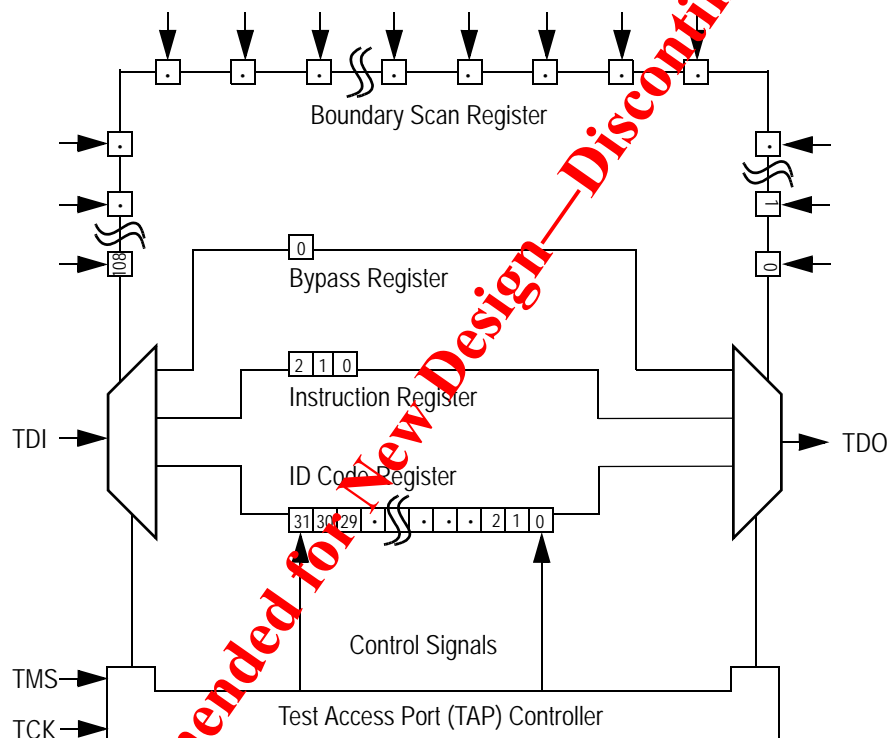 Boundary Scan Register
108
1
0
0
Bypass Register
2 1 0
Instruction Register
TDI
TDO
ID Code Register
31 30 29 · · · · 2 1 0
Control Signals
TMS
Test Access Port (TAP) Controller
TCK
mended for New Design—Discontin